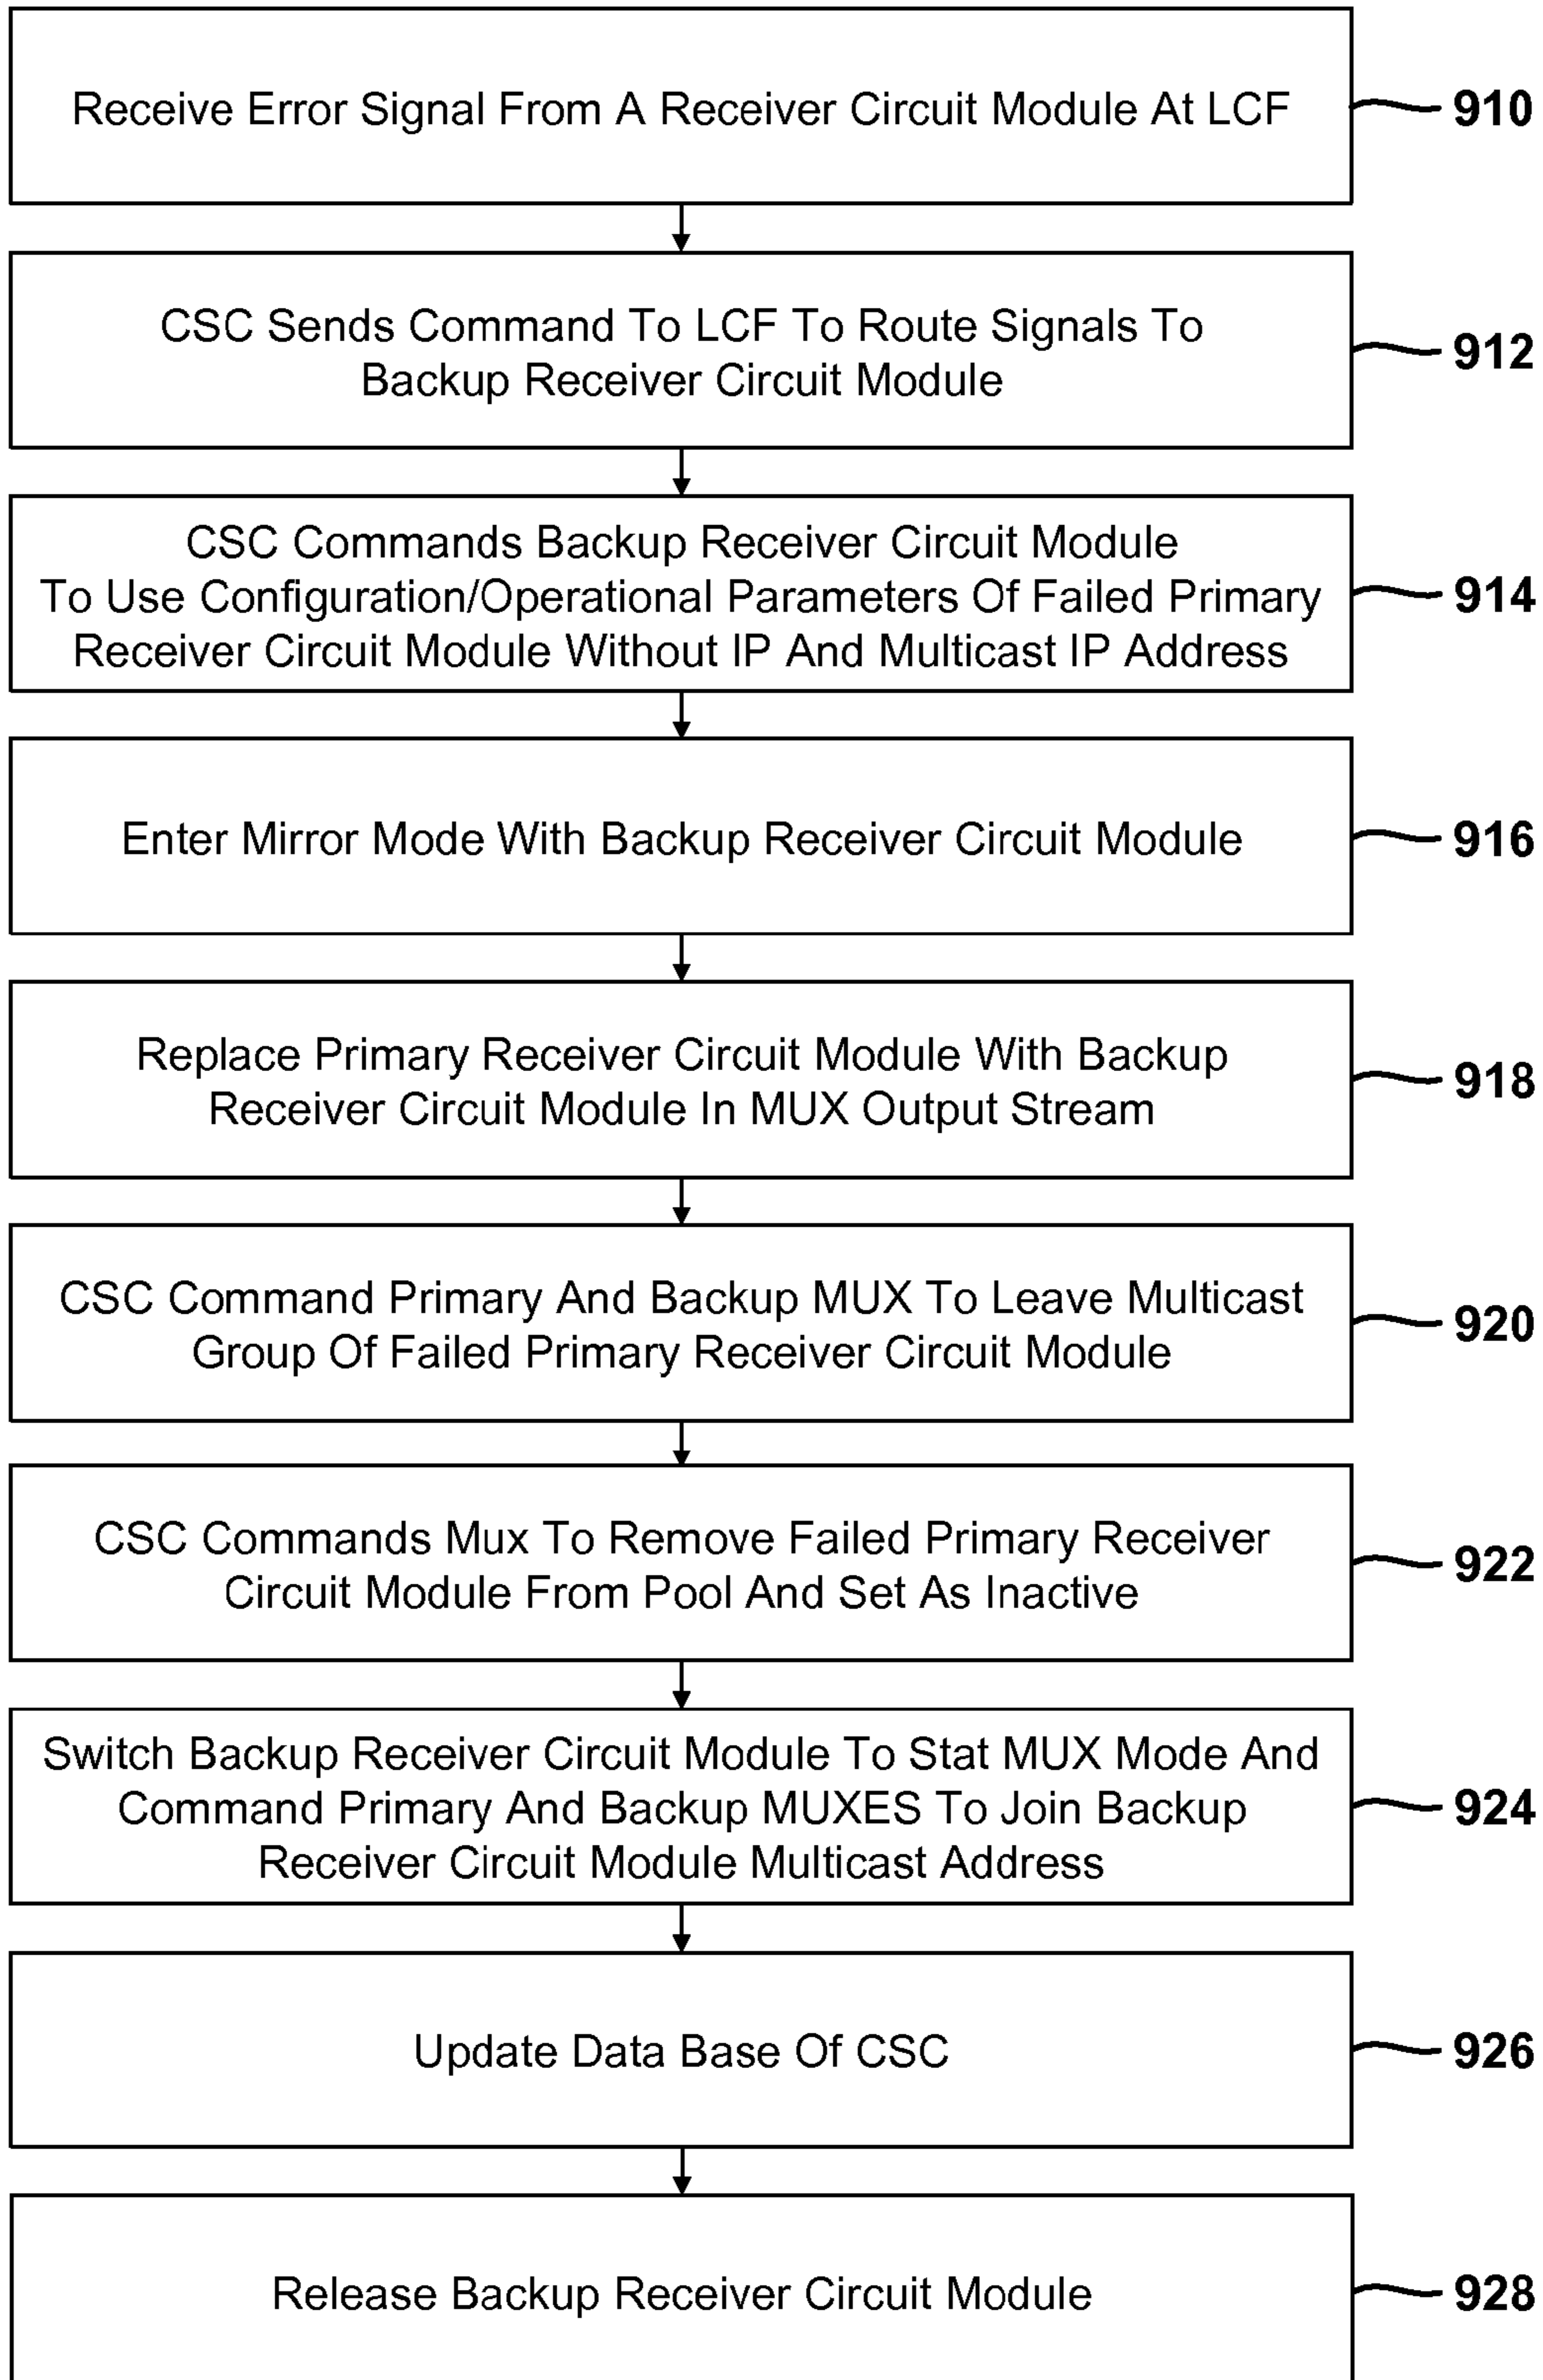 Receive Error Signal From A Receiver Circuit Module At LCF
910
CSC Sends Command To LCF To Route Signals To
Backup Receiver Circuit Module
912
CSC Commands Backup Receiver Circuit Module
To Use Configuration/Operational Parameters Of Failed Primary
Receiver Circuit Module Without IP And Multicast IP Address
914
Enter Mirror Mode With Backup Receiver Circuit Module
916
Replace Primary Receiver Circuit Module With Backup
Receiver Circuit Module In MUX Output Stream
918
CSC Command Primary And Backup MUX To Leave Multicast
Group Of Failed Primary Receiver Circuit Module
920
CSC Commands Mux To Remove Failed Primary Receiver
Circuit Module From Pool And Set As Inactive
922
Switch Backup Receiver Circuit Module To Stat MUX Mode And
Command Primary And Backup MUXES To Join Backup
Receiver Circuit Module Multicast Address
924
Update Data Base Of CSC
926
Release Backup Receiver Circuit Module
928